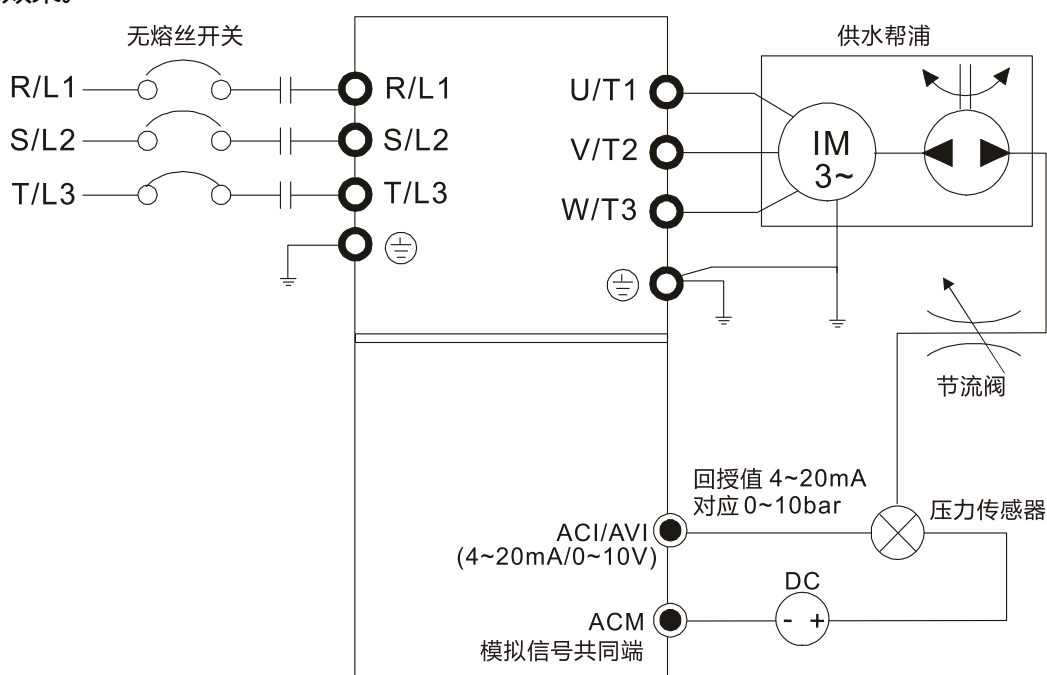 无熔丝开关
供水帮浦
R/L1
R/L1
U/T1
S/L2
S/L2
V/T2
IM
3~
T/L3
T/L3
W/T3
节流阀
回授值 4~20mA
对应 0~10bar
压力传感器
ACI/AVI
(4~20mA/0~10V)
DC
- +
ACM
模拟信号共同端